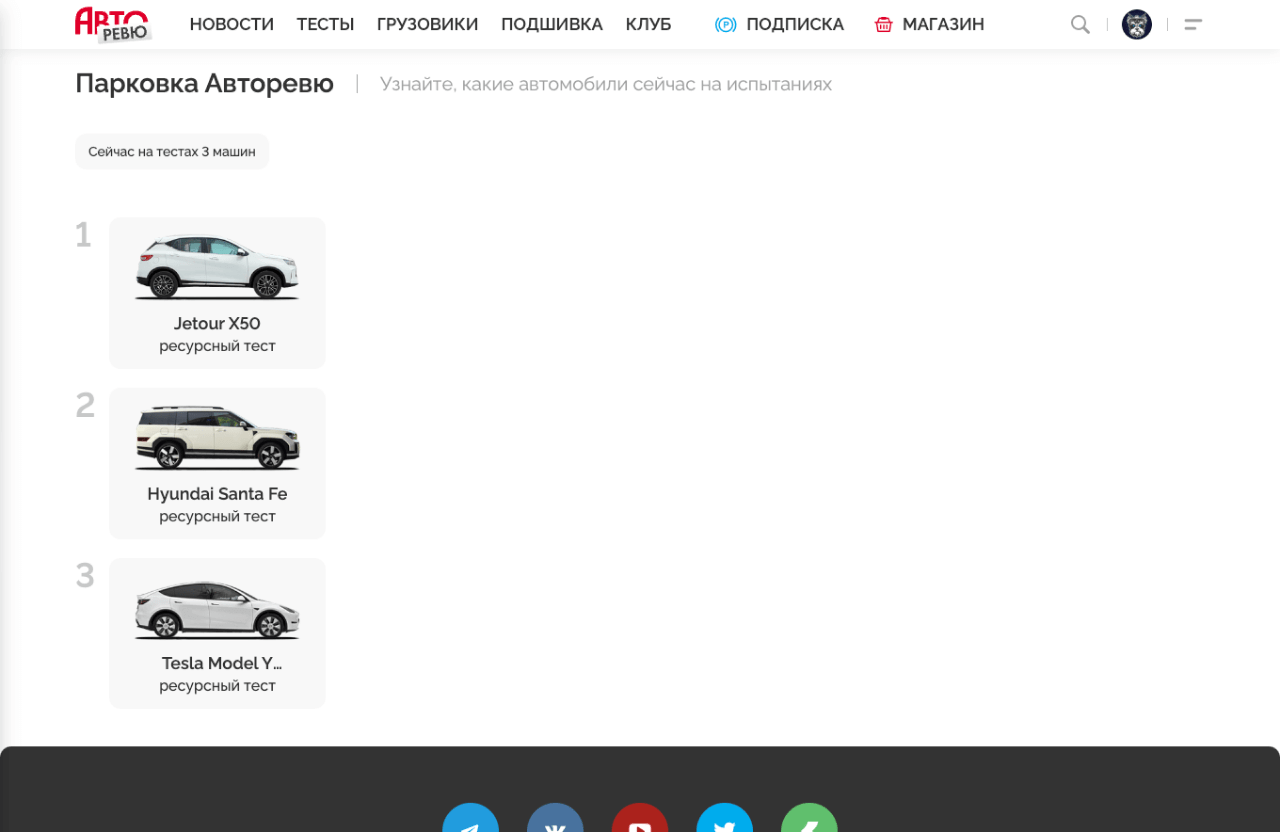 АВТО РЕВЮ
НОВОСТИ ТЕСТЫ ГРУЗОВИКИ ПОДШИВКА КЛУБ ПОДПИСКА МАГАЗИН
Парковка Авторевю | Узнайте, какие автомобили сейчас на испытаниях
Сейчас на тестах 3 машин
1
Jetour X50
ресурсный тест
2
Hyundai Santa Fe
ресурсный тест
3
Tesla Model Y...
ресурсный тест